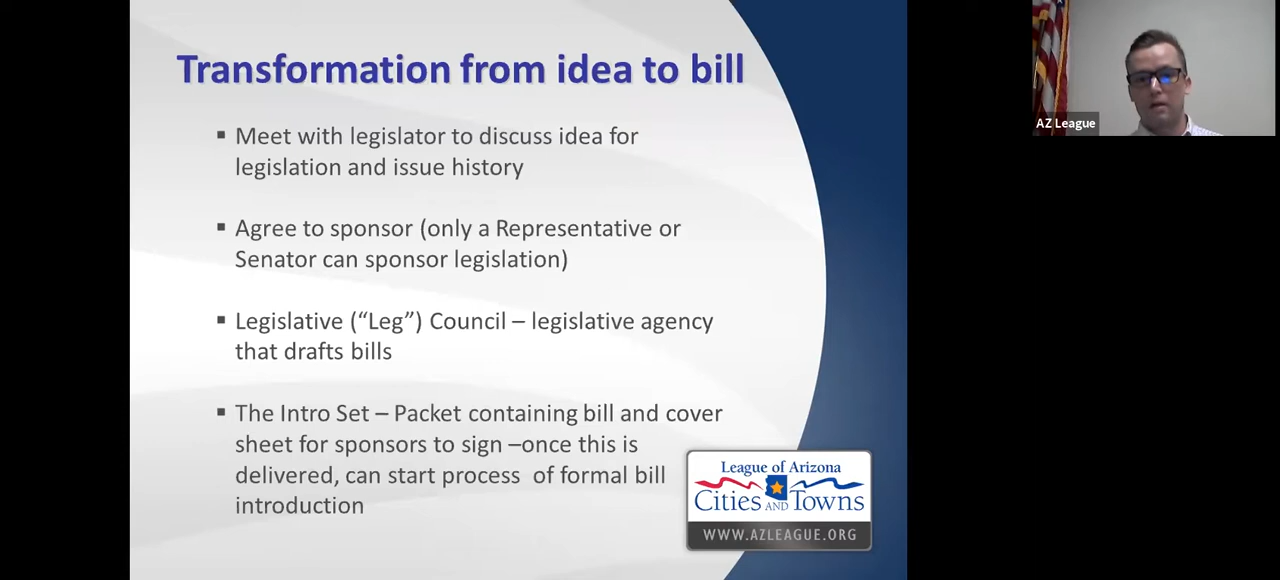 Transformation from idea to bill
▪ Meet with legislator to discuss idea for
legislation and issue history
▪ Agree to sponsor (only a Representative or
Senator can sponsor legislation)
▪ Legislative (“Leg”) Council – legislative agency
that drafts bills
▪ The Intro Set – Packet containing bill and cover
sheet for sponsors to sign –once this is
delivered, can start process  of formal bill
introduction
League of Arizona
Cities AND Towns
WWW.AZLEAGUE.ORG
AZ League